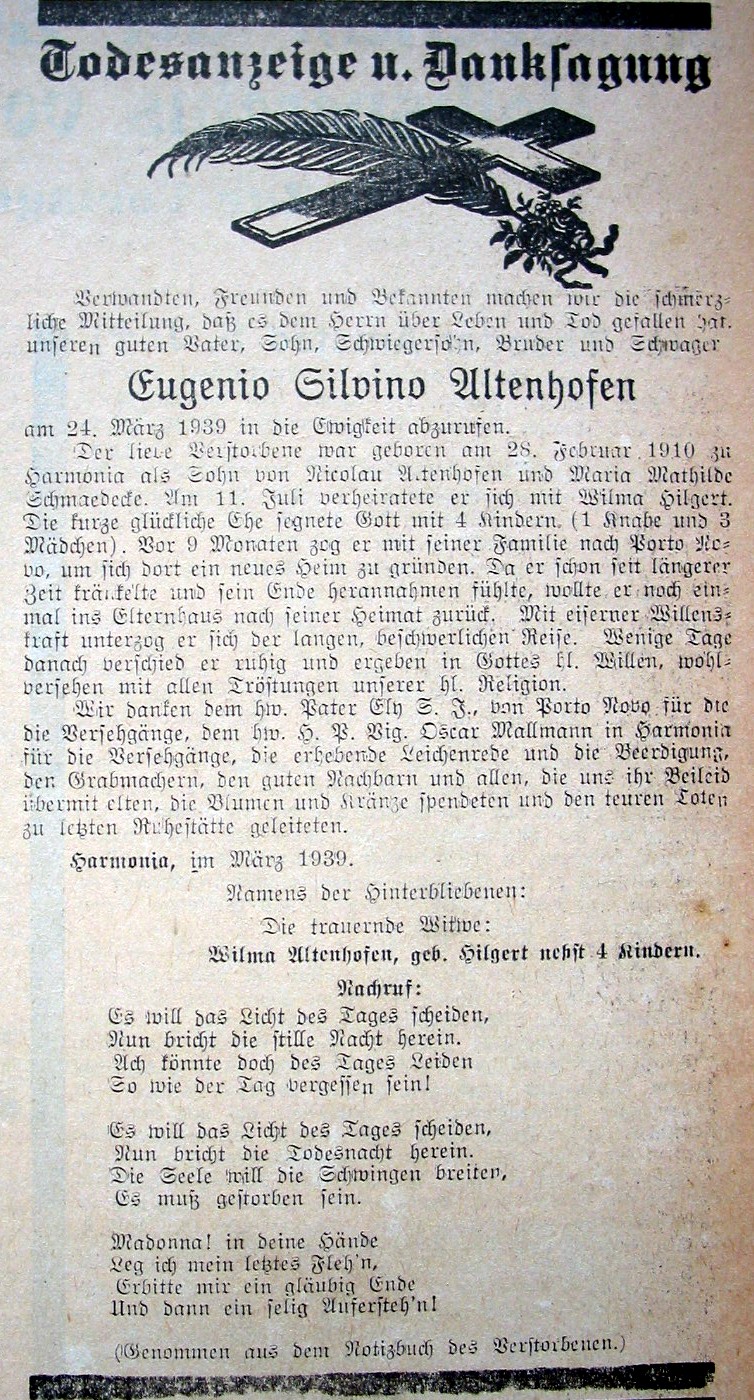 Todesanzeige u. Danksagung
Verwandten, Freunden und Bekannten machen wir die schmerz-
liche Mitteilung, daß es dem Herrn über Leben und Tod gefallen hat.
unseren guten Vater, Sohn, Schwiegersohn, Bruder und Schwager
Eugenio Silvino Altenhofen
am 24. März 1939 in die Ewigkeit abzurufen.
Der liebe Verstorbene war geboren am 28. Februar 1910 zu
Harmonia als Sohn von Nicolau Altenhofen und Maria Mathilde
Schmaedecke. Am 11. Juli verheiratete er sich mit Wilma Hilgert.
Die kurze glückliche Ehe segnete Gott mit 4 Kindern. (1 Knabe und 3
Mädchen). Vor 9 Monaten zog er mit seiner Familie nach Porto No-
vo, um sich dort ein neues Heim zu gründen. Da er schon seit längerer
Zeit kränkelte und sein Ende herannahmen fühlte, wollte er noch ein-
mal ins Elternhaus nach seiner Heimat zurück. Mit eiserner Willens-
kraft unterzog er sich der langen, beschwerlichen Reise. Wenige Tage
danach verschied er ruhig und ergeben in Gottes hl. Willen, wohl-
versehen mit allen Tröstungen unserer hl. Religion.
Wir danken dem hw. Pater Ely S. J., von Porto Novo für die
die Versehgänge, dem hw. H. P. Vig. Oscar Mallmann in Harmonia
für die Versehgänge, die erhebende Leichenrede und die Beerdigung,
den Grabmachern, den guten Nachbarn und allen, die uns ihr Beileid
übermittelten, die Blumen und Kränze spendeten und den teuren Toten
zu letzten Ruhestätte geleiteten.
Harmonia, im März 1939.
Namens der Hinterbliebenen:
Die trauernde Witwe:
Wilma Altenhofen, geb. Hilgert nebst 4 Kindern.
Nachruf:
Es will das Licht des Tages scheiden,
Nun bricht die stille Nacht herein.
Ach könnte doch des Tages Leiden
So wie der Tag vergessen sein!
Es will das Licht des Tages scheiden,
Nun bricht die Todesnacht herein.
Die Seele will die Schwingen breiten,
Es muß gestorben sein.
Madonna! in deine Hände
Leg ich mein letztes Fleh'n,
Erbitte mir ein gläubig Ende
Und dann ein selig Aufersteh'n!
(Genommen aus dem Notizbuch des Verstorbenen.)